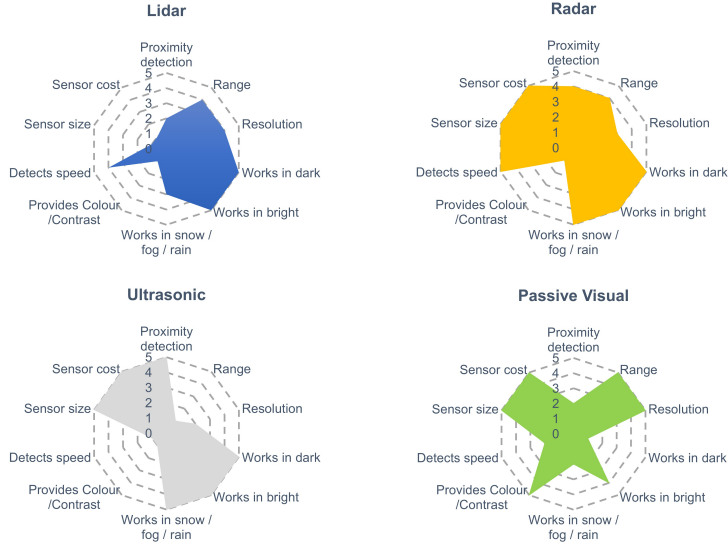 Lidar
Proximity
detection
5
4
3
2
1
0
Range
Resolution
Works in dark
Works in bright
Works in snow /
fog / rain
Provides Colour
/Contrast
Detects speed
Sensor size
Sensor cost
Radar
Proximity
detection
5
4
3
2
1
0
Range
Resolution
Works in dark
Works in bright
Works in snow /
fog / rain
Provides Colour
/Contrast
Detects speed
Sensor size
Sensor cost
Ultrasonic
Proximity
detection
5
4
3
2
1
0
Range
Resolution
Works in dark
Works in bright
Works in snow /
fog / rain
Provides Colour
/Contrast
Detects speed
Sensor size
Sensor cost
Passive Visual
Proximity
detection
5
4
3
2
1
0
Range
Resolution
Works in dark
Works in bright
Works in snow /
fog / rain
Provides Colour
/Contrast
Detects speed
Sensor size
Sensor cost